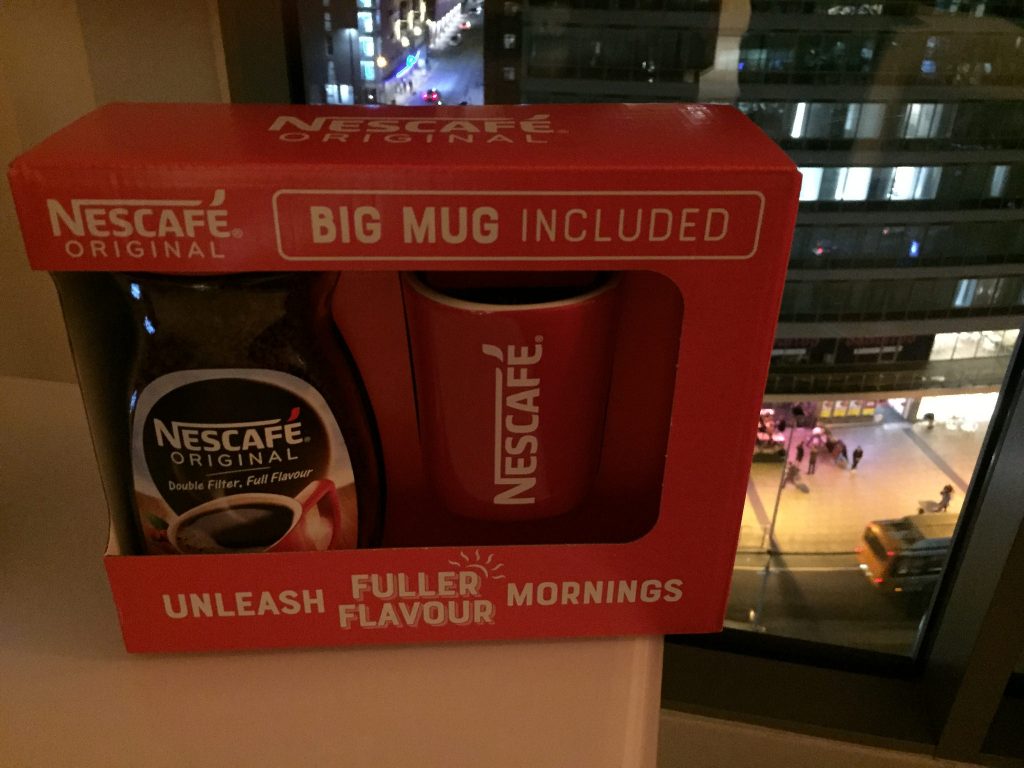 NESCAFÉ®
ORIGINAL
NESCAFÉ®
ORIGINAL
BIG MUG INCLUDED
NESCAFÉ®
ORIGINAL
Double Filter, Full Flavour
NESCAFÉ®
UNLEASH FULLER FLAVOUR MORNINGS